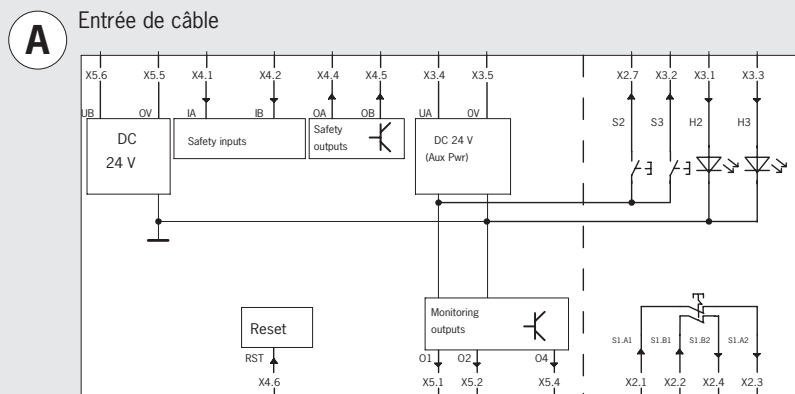 A
Entrée de câble
X5.6 X5.5 X4.1 X4.2 X4.4 X4.5 X3.4 X3.5 X2.7 X3.2 X3.1 X3.3
UB OV IA IB OA OB UA OV
S2 S3 H2 H3
DC
24 V
Safety inputs
Safety
outputs
DC 24 V
(Aux Pwr)
Monitoring
outputs
Reset
RST
X4.6
O1 O2 O4
X5.1 X5.2 X5.4
S1.A1 S1.B1 S1.B2 S1.A2
X2.1 X2.2 X2.4 X2.3